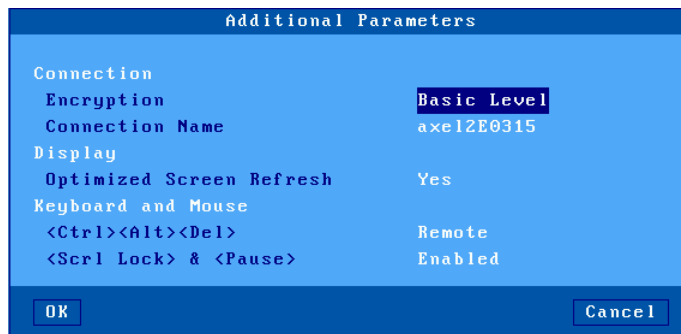 Additional Parameters
Connection
Encryption Basic Level
Connection Name axel2E0315
Display
Optimized Screen Refresh Yes
Keyboard and Mouse
<Ctrl><Alt><Del> Remote
<Scrl Lock> & <Pause> Enabled
OK Cancel